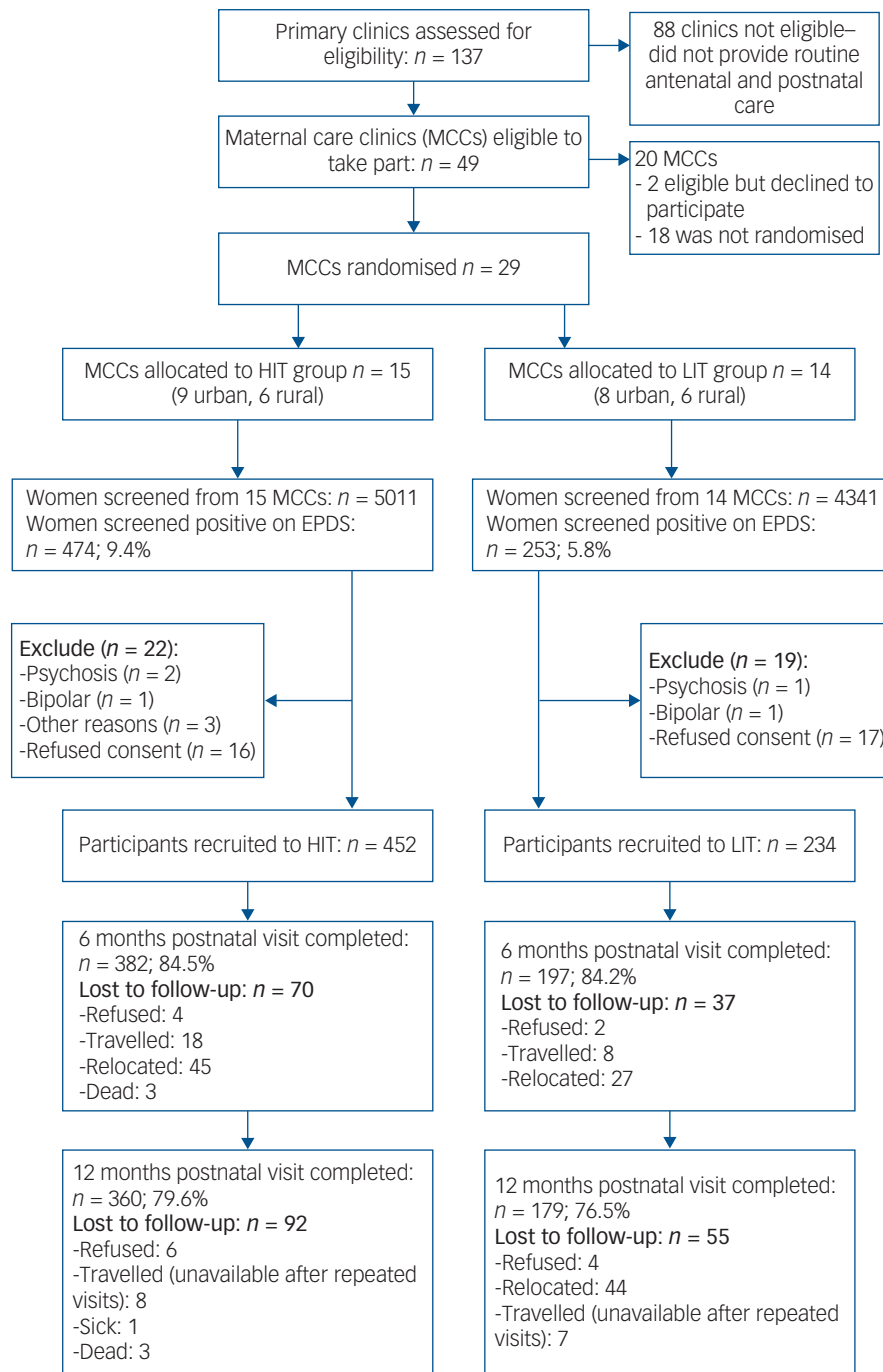 Primary clinics assessed for
eligibility: n = 137
88 clinics not eligible–
did not provide routine
antenatal and postnatal
care
Maternal care clinics (MCCs) eligible to
take part: n = 49
20 MCCs
- 2 eligible but declined to
participate
- 18 was not randomised
MCCs randomised n = 29
MCCs allocated to HIT group n = 15
(9 urban, 6 rural)
MCCs allocated to LIT group n = 14
(8 urban, 6 rural)
Women screened from 15 MCCs: n = 5011
Women screened positive on EPDS:
n = 474; 9.4%
Women screened from 14 MCCs: n = 4341
Women screened positive on EPDS:
n = 253; 5.8%
Exclude (n = 22):
-Psychosis (n = 2)
-Bipolar (n = 1)
-Other reasons (n = 3)
-Refused consent (n = 16)
Exclude (n = 19):
-Psychosis (n = 1)
-Bipolar (n = 1)
-Refused consent (n = 17)
Participants recruited to HIT: n = 452
Participants recruited to LIT: n = 234
6 months postnatal visit completed:
n = 382; 84.5%
Lost to follow-up: n = 70
-Refused: 4
-Travelled: 18
-Relocated: 45
-Dead: 3
6 months postnatal visit completed:
n = 197; 84.2%
Lost to follow-up: n = 37
-Refused: 2
-Travelled: 8
-Relocated: 27
12 months postnatal visit completed:
n = 360; 79.6%
Lost to follow-up: n = 92
-Refused: 6
-Travelled (unavailable after repeated
visits): 8
-Sick: 1
-Dead: 3
12 months postnatal visit completed:
n = 179; 76.5%
Lost to follow-up: n = 55
-Refused: 4
-Relocated: 44
-Travelled (unavailable after repeated
visits): 7